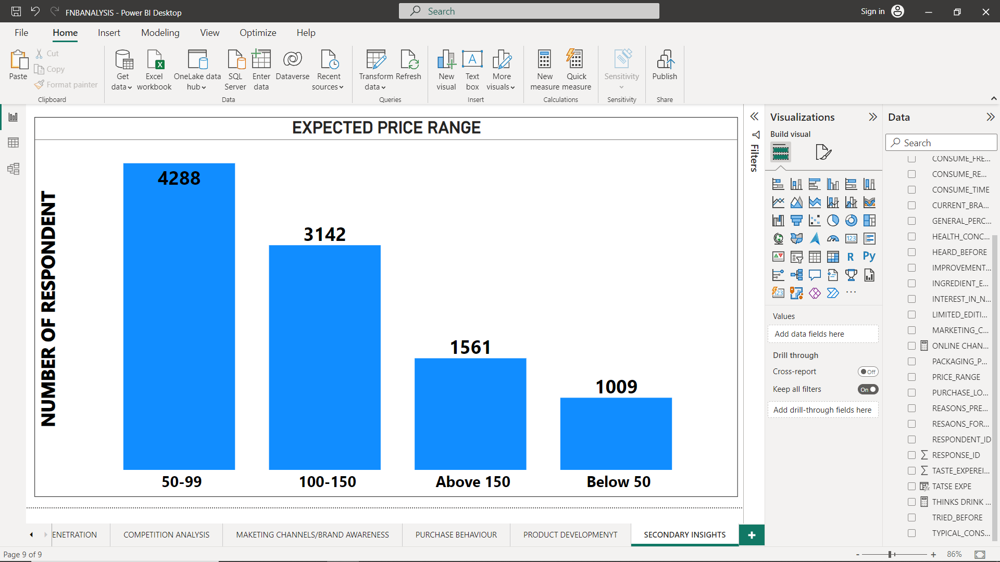 FNBANALYSIS - Power BI Desktop
Search
Sign in
File
Home
Insert
Modeling
View
Optimize
Help
Paste
Cut
Copy
Format painter
Clipboard
Get
data
Excel
workbook
OneLake data
hub
SQL
Server
Enter
data
Dataverse
Recent
sources
Data
Transform
data
Refresh
Queries
New
visual
A
Text
box
More
visuals
Insert
New
measure
Quick
measure
Calculations
Sensitivity
Sensitivity
Publish
Share
EXPECTED PRICE RANGE
NUMBER OF RESPONDENT
4288
3142
1561
1009
50-99
100-150
Above 150
Below 50
Filters
Visualizations
Build visual
123
R
Py
123
Values
Add data fields here
Drill through
Cross-report
Off
Keep all filters
On
Add drill-through fields here
Data
Search
CONSUME_FRE...
CONSUME_RE...
CONSUME_TIME
CURRENT_BRA...
GENERAL_PERC...
HEALTH_CONC...
HEARD_BEFORE
IMPROVEMENT...
INGREDIENT_E...
INTEREST_IN_N...
LIMITED_EDITI...
MARKETING_C...
ONLINE CHAN...
PACKAGING_P...
PRICE_RANGE
PURCHASE_LO...
REASONS_PRE...
RESAONS_FOR...
RESPONDENT_ID
RESPONSE_ID
TASTE_EXPEREI...
TATSE EXPE
THINKS DRINK ...
TRIED_BEFORE
TYPICAL_CONS...
ENETRATION
COMPETITION ANALYSIS
MAKETING CHANNELS/BRAND AWARENESS
PURCHASE BEHAVIOUR
PRODUCT DEVELOPMENYT
SECONDARY INSIGHTS
+
Page 9 of 9
- + 86%